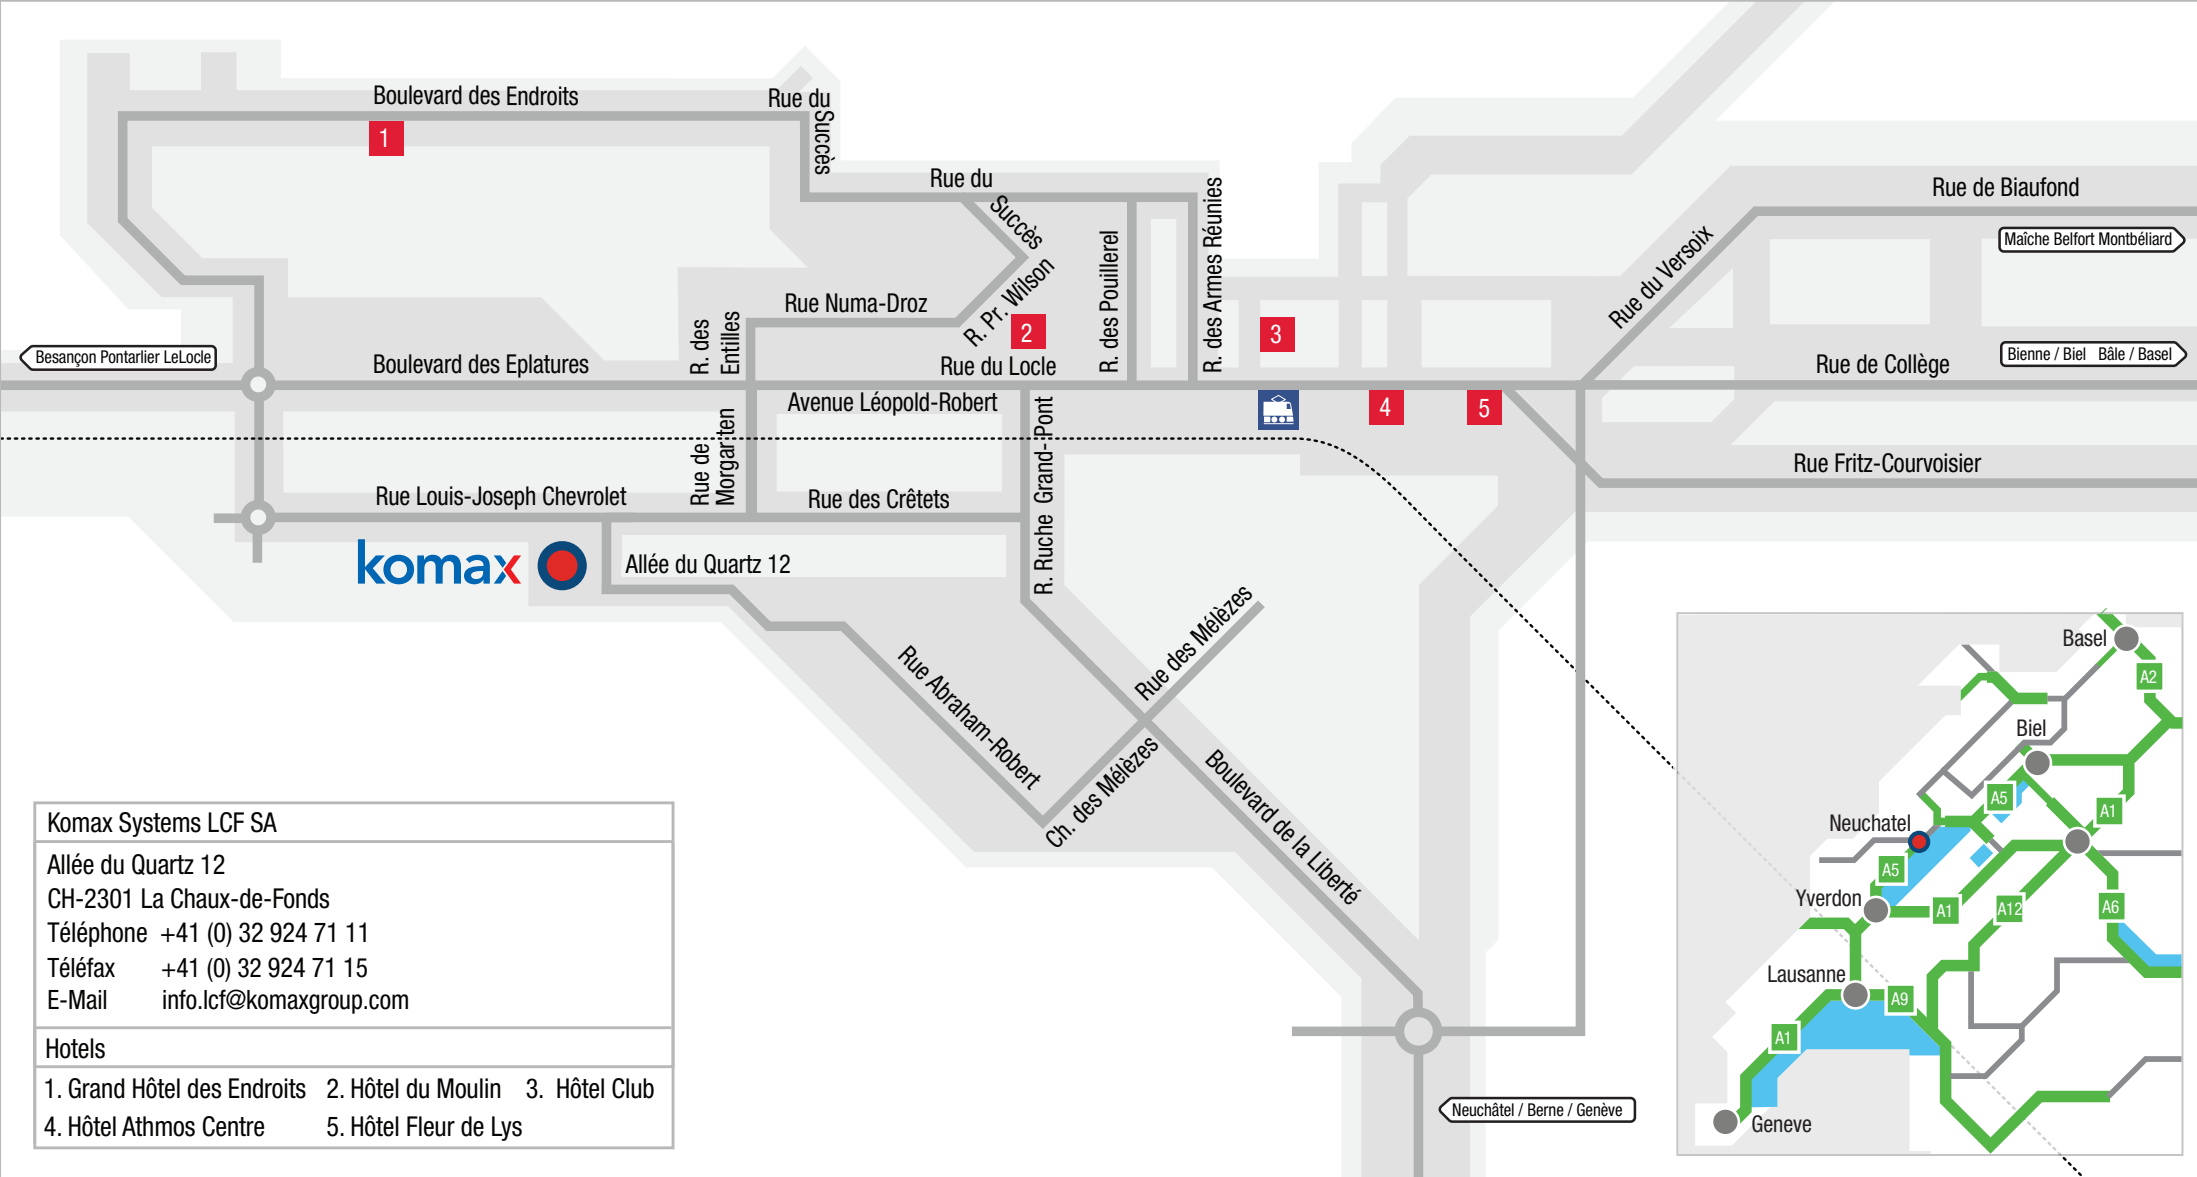 Boulevard des Endroits
Rue du
Succès
1
Rue du
Succès
R. Pr. Wilson
Rue Numa-Droz
R. des
Entilles
2
R. des Pouillerel
R. des Armes Réunies
3
Rue du Versoix
Rue de Biaufond
Maîche Belfort Montbéliard
Besançon Pontarlier LeLocle
Boulevard des Eplatures
Rue du Locle
Rue de Collège
Bienne / Biel Bâle / Basel
Avenue Léopold-Robert
4
5
Rue de
Morgarten
R. Ruche Grand-Pont
Rue Fritz-Courvoisier
Rue Louis-Joseph Chevrolet
Rue des Crêtets
komax
Allée du Quartz 12
Rue Abraham-Robert
Rue des Mélèzes
Ch. des Mélèzes
Boulevard de la Liberté
Neuchâtel / Berne / Genève
Komax Systems LCF SA
Allée du Quartz 12
CH-2301 La Chaux-de-Fonds
Téléphone +41 (0) 32 924 71 11
Téléfax +41 (0) 32 924 71 15
E-Mail info.lcf@komaxgroup.com
Hotels
1. Grand Hôtel des Endroits 2. Hôtel du Moulin 3. Hôtel Club
4. Hôtel Athmos Centre 5. Hôtel Fleur de Lys
Basel
A2
Biel
A5
A1
Neuchatel
A5
Yverdon
A1
A12
A6
Lausanne
A9
A1
Geneve